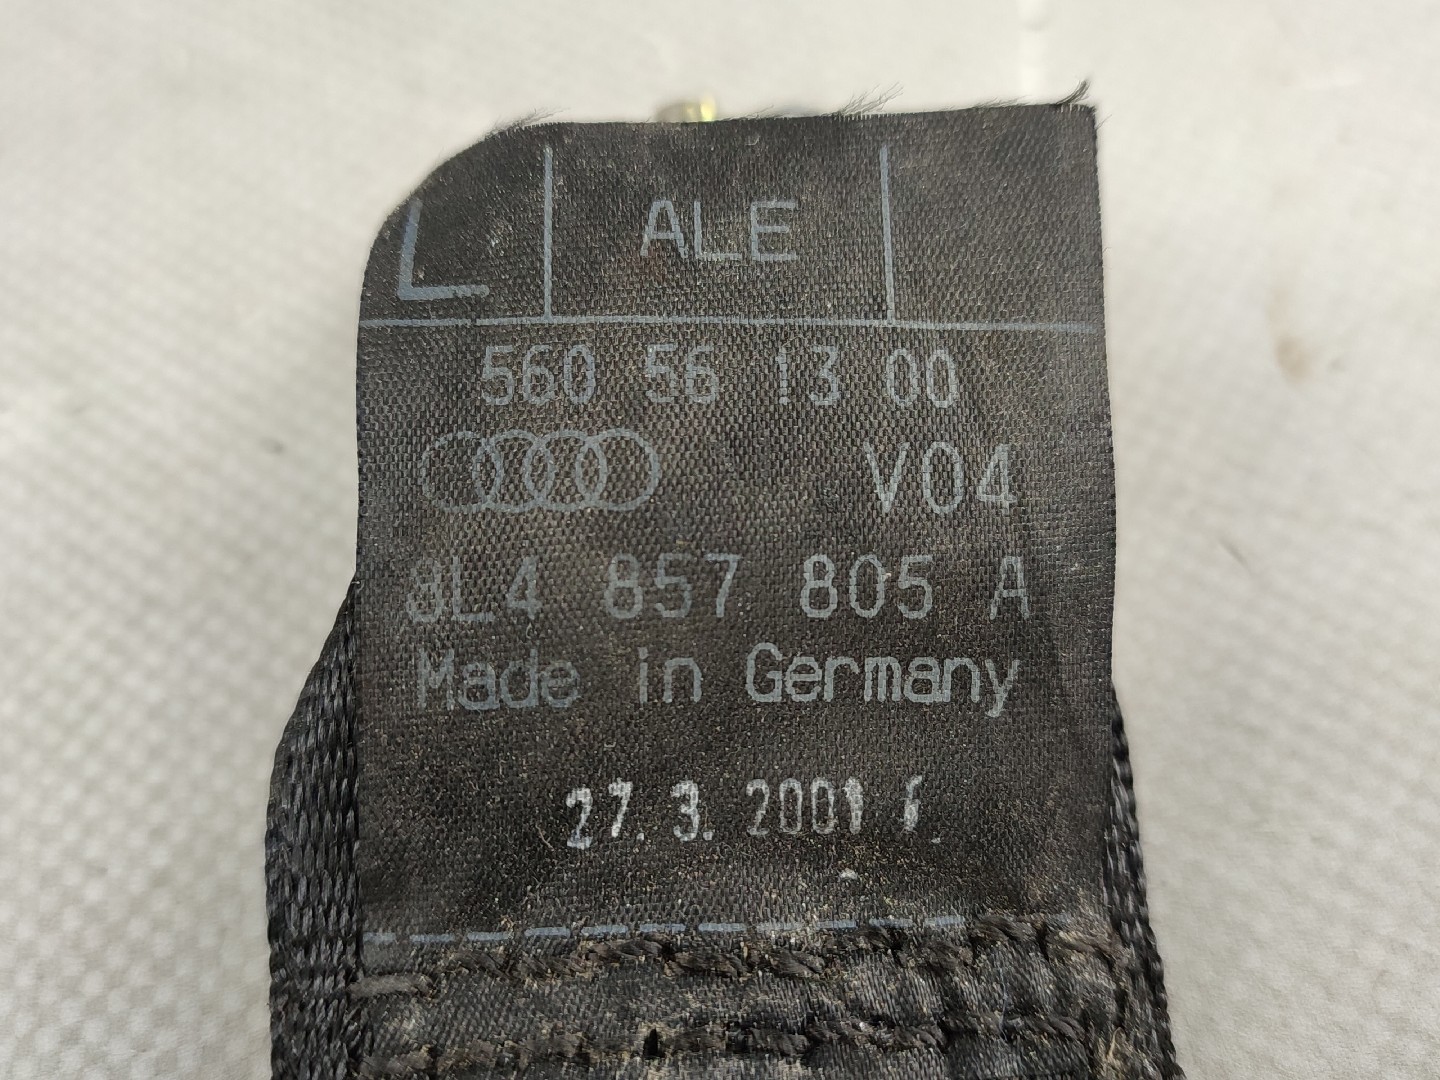 L ALE
560 56 13 00
V04
8L4 857 805 A
Made in Germany
27. 3. 2001